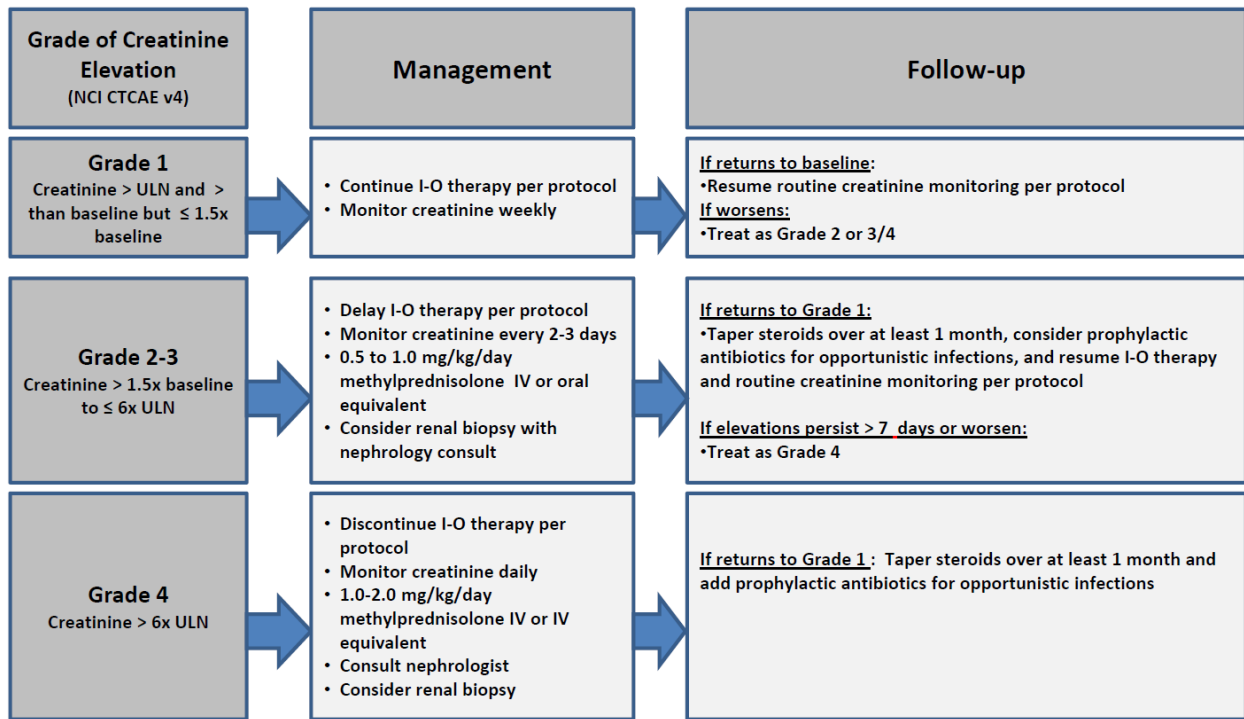 Grade of Creatinine
Elevation
(NCI CTCAE v4)
Management
Follow-up
Grade 1
Creatinine > ULN and >
than baseline but ≤ 1.5x
baseline
• Continue I-O therapy per protocol
• Monitor creatinine weekly
If returns to baseline:
•Resume routine creatinine monitoring per protocol
If worsens:
•Treat as Grade 2 or 3/4
Grade 2-3
Creatinine > 1.5x baseline
to ≤ 6x ULN
• Delay I-O therapy per protocol
• Monitor creatinine every 2-3 days
• 0.5 to 1.0 mg/kg/day
methylprednisolone IV or oral
equivalent
• Consider renal biopsy with
nephrology consult
If returns to Grade 1:
•Taper steroids over at least 1 month, consider prophylactic
antibiotics for opportunistic infections, and resume I-O therapy
and routine creatinine monitoring per protocol
If elevations persist > 7 days or worsen:
•Treat as Grade 4
Grade 4
Creatinine > 6x ULN
• Discontinue I-O therapy per
protocol
• Monitor creatinine daily
• 1.0-2.0 mg/kg/day
methylprednisolone IV or IV
equivalent
• Consult nephrologist
• Consider renal biopsy
If returns to Grade 1 : Taper steroids over at least 1 month and
add prophylactic antibiotics for opportunistic infections